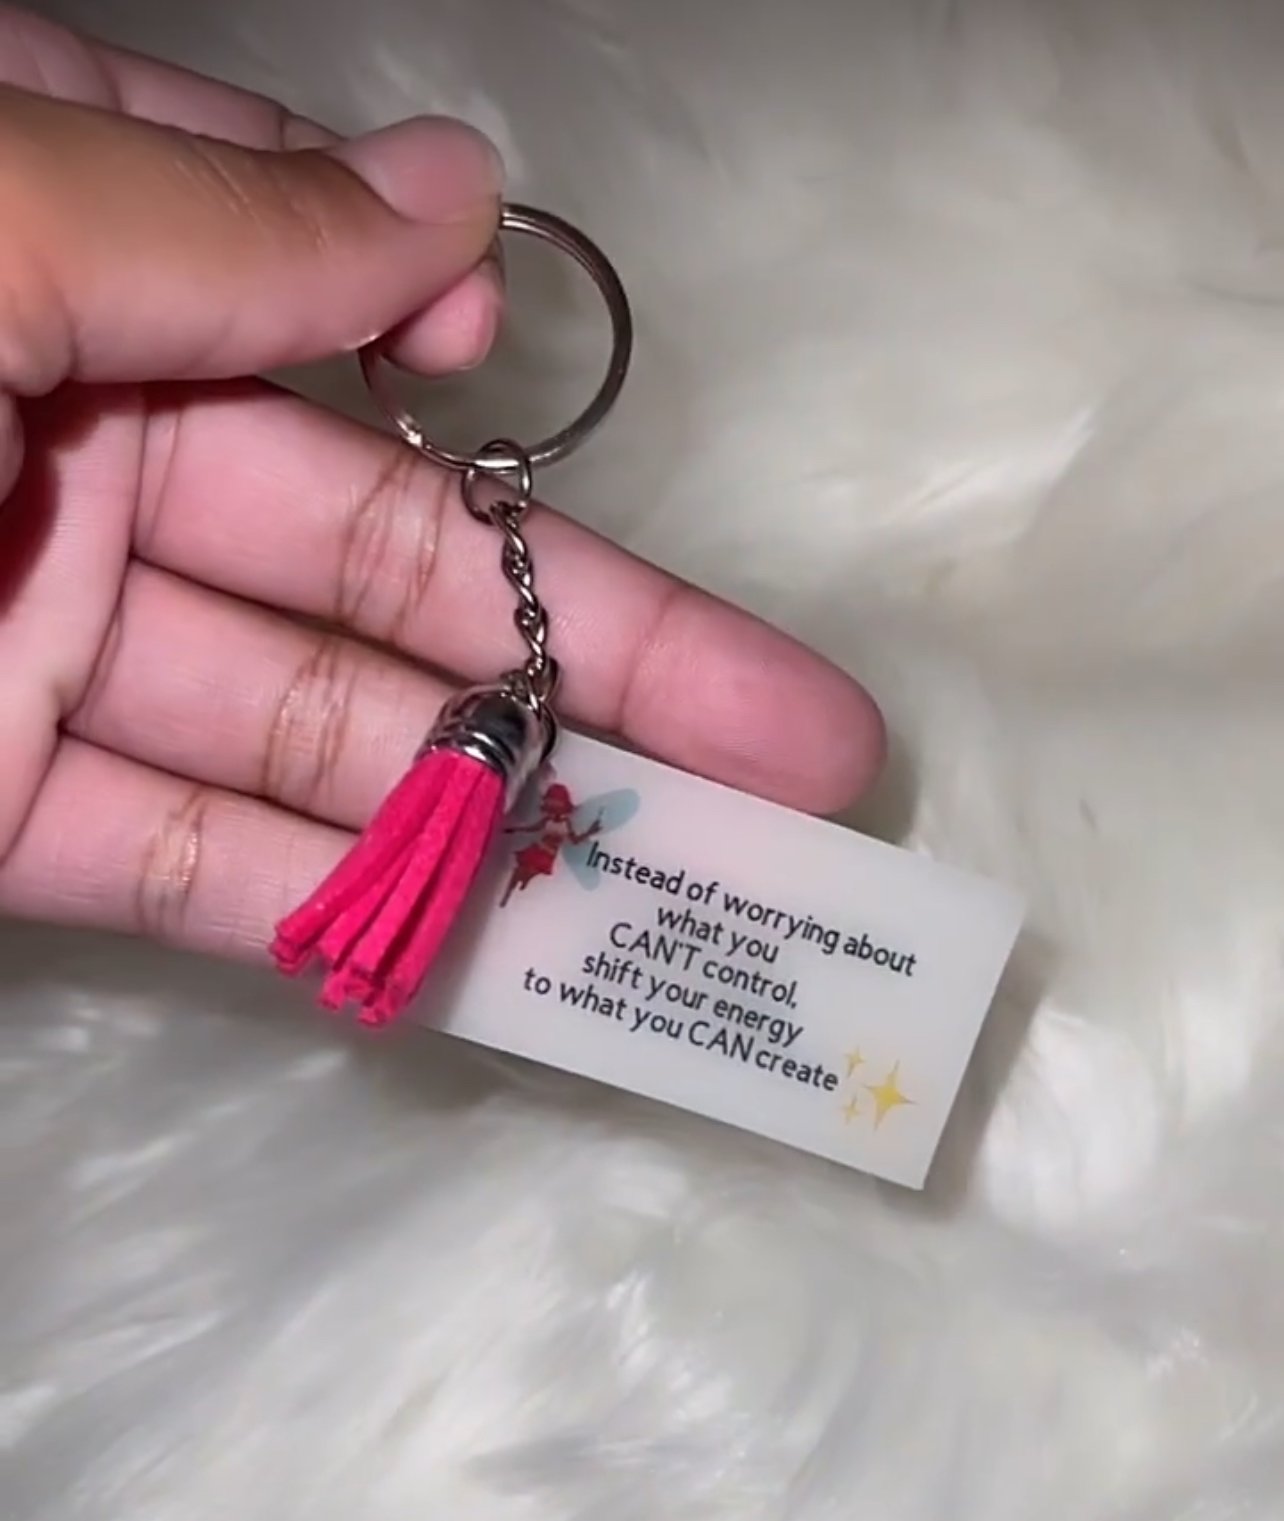 Instead of worrying about
what you
CAN'T control,
shift your energy
to what you CAN create